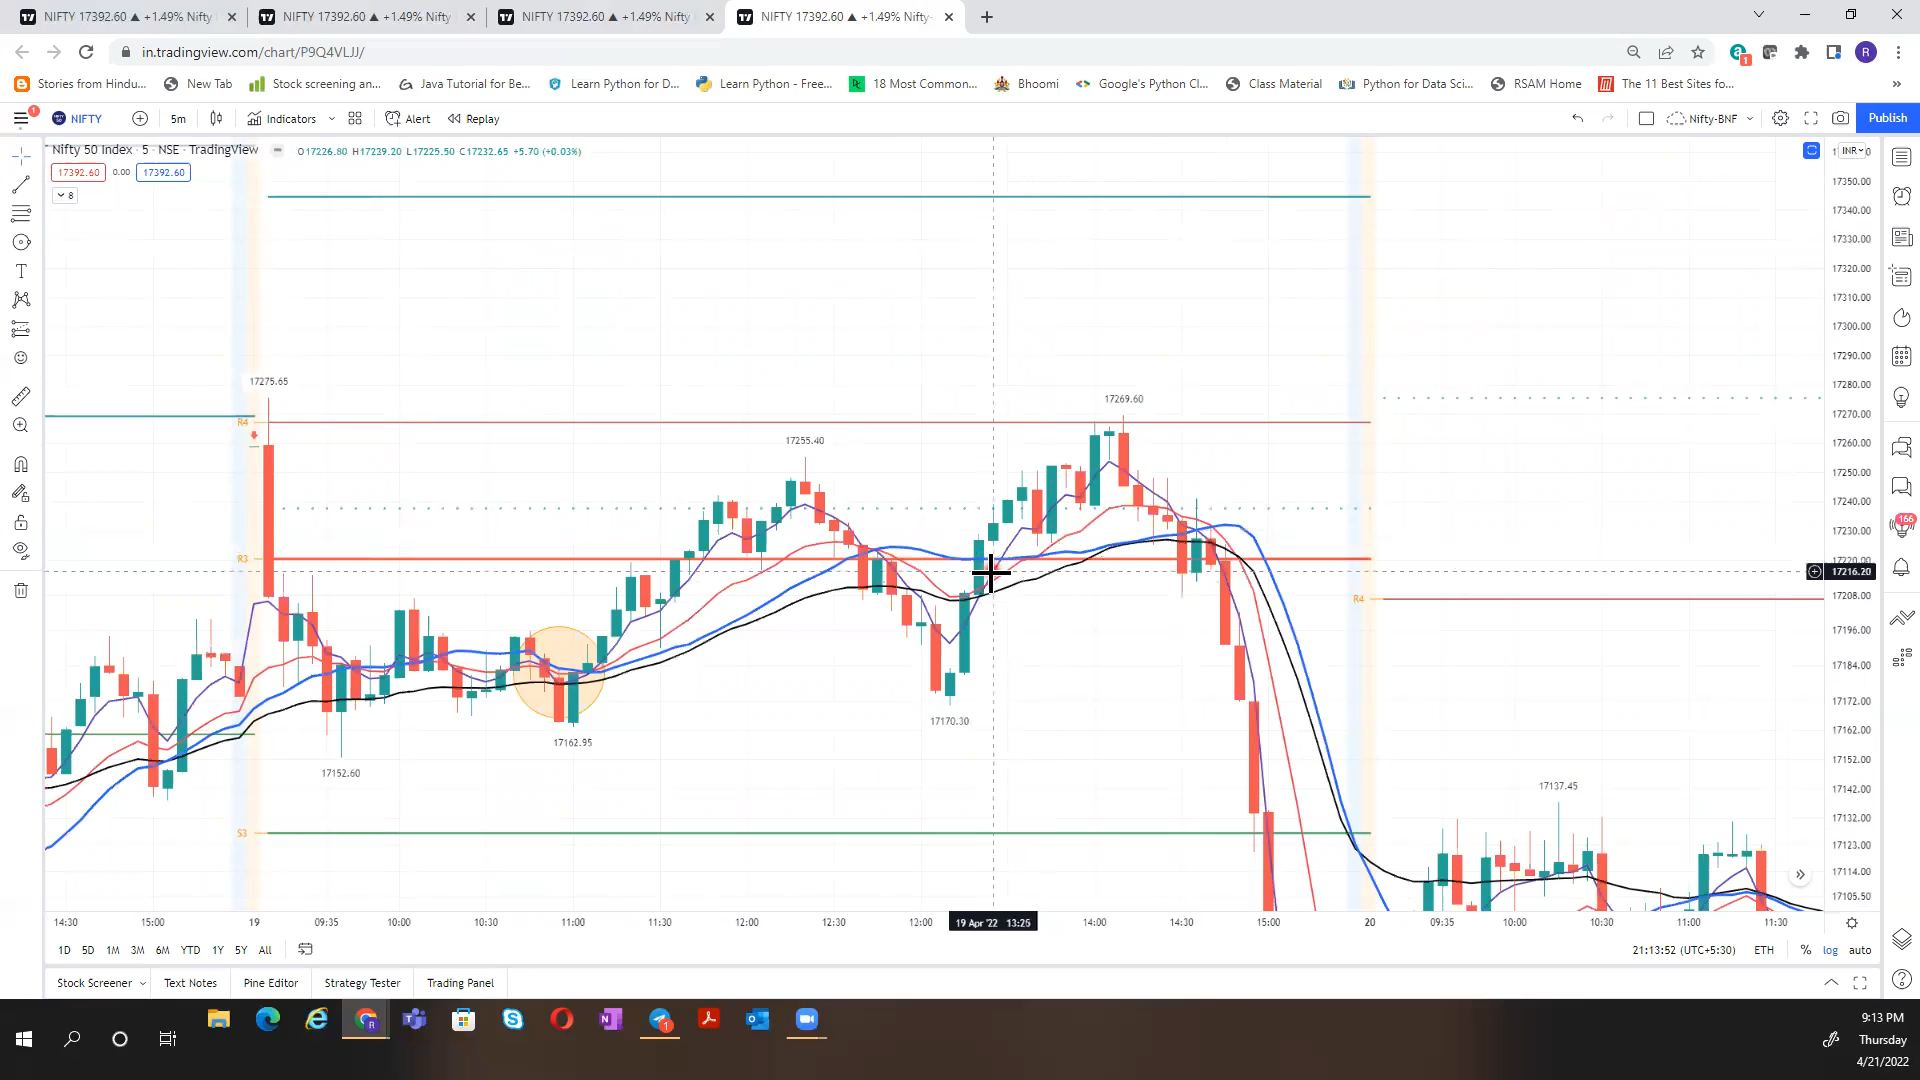 NIFTY 17392.60 ▲ +1.49% Nifty
NIFTY 17392.60 ▲ +1.49% Nifty
NIFTY 17392.60 ▲ +1.49% Nifty
NIFTY 17392.60 ▲ +1.49% Nifty-
in.tradingview.com/chart/P9Q4VLJJ/
R
Stories from Hindu...
New Tab
Stock screening an...
Java Tutorial for Be...
Learn Python for D...
Learn Python - Free...
18 Most Common...
Bhoomi
Google's Python Cl...
Class Material
Python for Data Sci...
RSAM Home
The 11 Best Sites fo...
NIFTY
5m
Indicators
Alert
Replay
Nifty-BNF
Publish
Nifty 50 Index · 5 · NSE · TradingView
O17226.80 H17239.20 L17225.50 C17232.65 +5.70 (+0.03%)
INR
17392.60 0.00 17392.60
8
17350.00
17340.00
17330.00
17320.00
17310.00
17300.00
17290.00
17280.00
17270.00
17260.00
17250.00
17240.00
17230.00
17220.00
17216.20
17208.00
17196.00
17184.00
17172.00
17162.00
17152.00
17142.00
17132.00
17123.00
17114.00
17105.50
17275.65
R4
17269.60
17255.40
R3
R4
17170.30
17162.95
17152.60
17137.45
S3
166
14:30 15:00 19 09:35 10:00 10:30 11:00 11:30 12:00 12:30 12:00 19 Apr '22 13:25 14:00 14:30 15:00 20 09:35 10:00 10:30 11:00 11:30
1D 5D 1M 3M 6M YTD 1Y 5Y All
21:13:52 (UTC+5:30) ETH % log auto
Stock Screener Text Notes Pine Editor Strategy Tester Trading Panel
9:13 PM
Thursday
4/21/2022